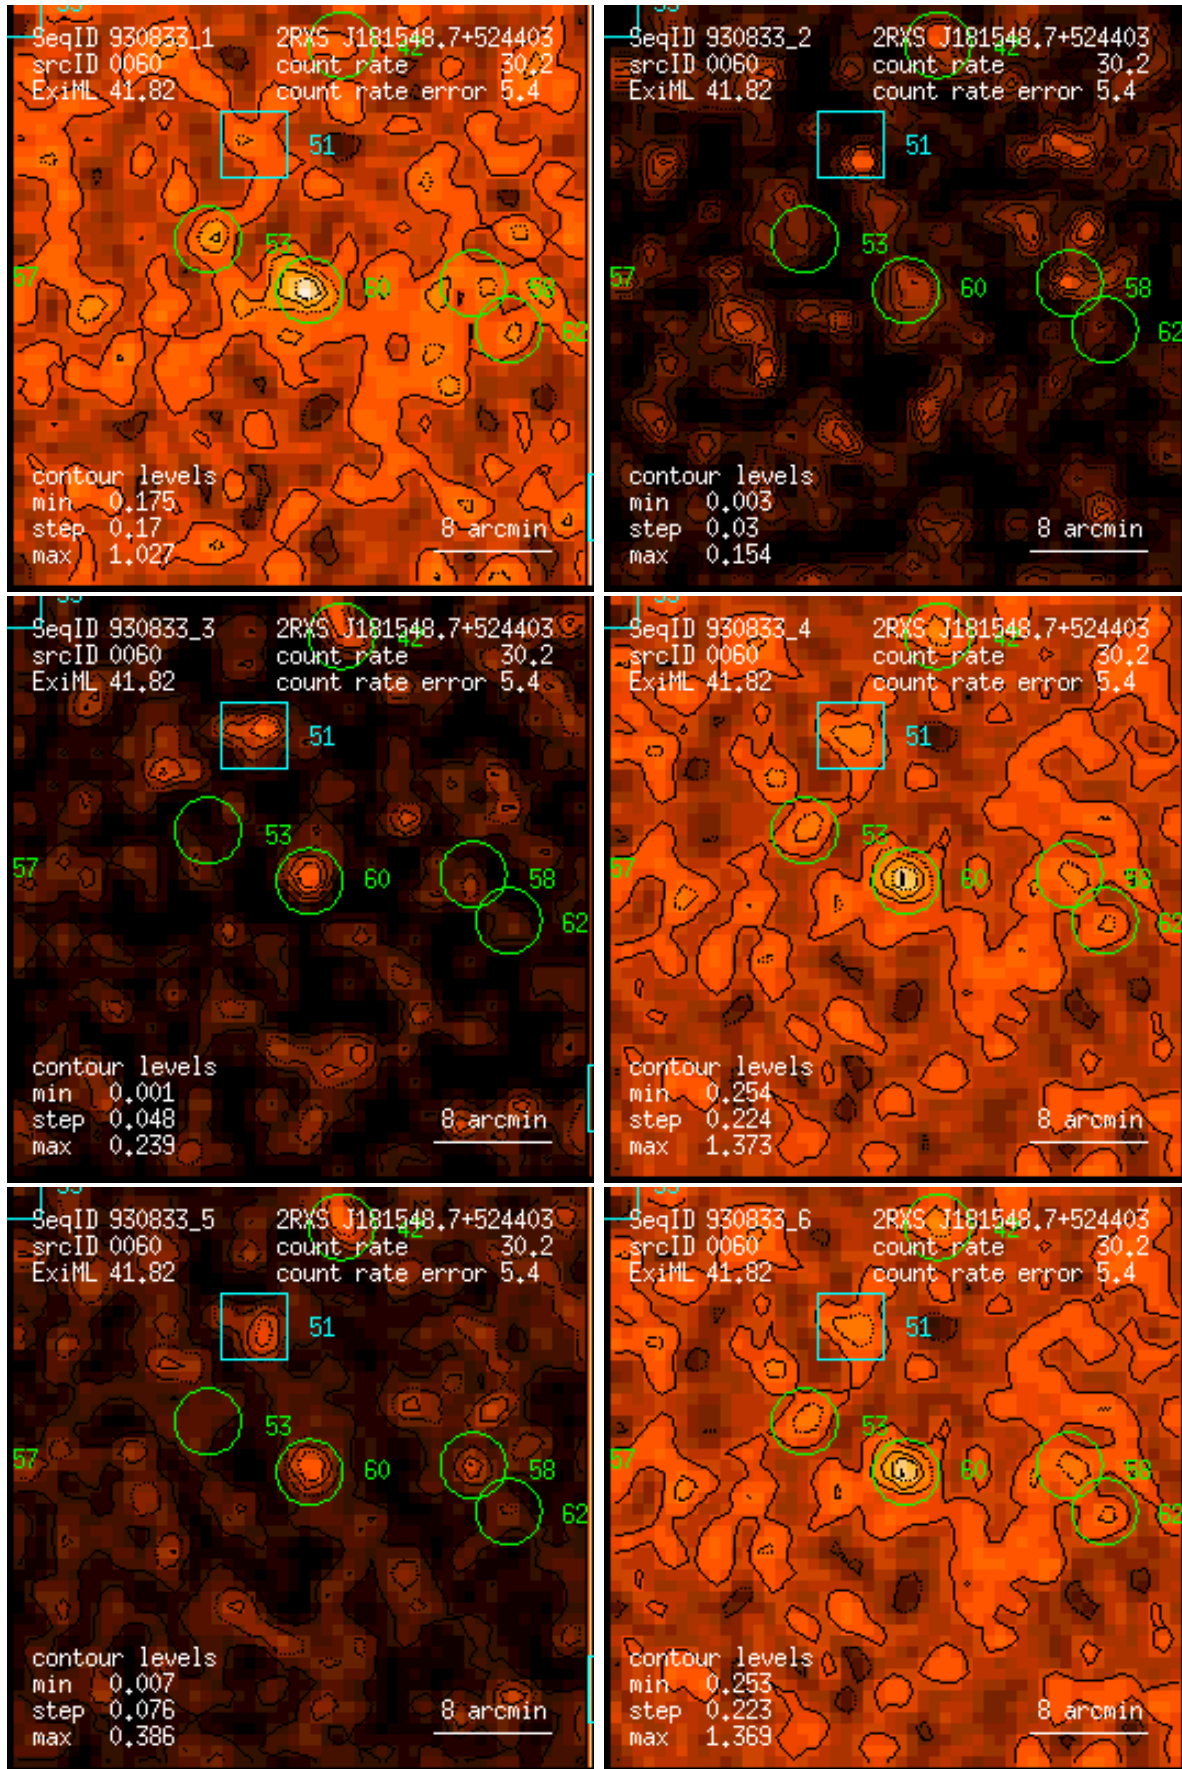 SeqID 930833_1 2RXS J181548.7+524403
42
srcID 0060 count rate 30.2
ExiML 41.82 count rate error 5.4
51
53
57 60 58
62
contour levels
min 0.175
step 0.17 8 arcmin
max 1.027
SeqID 930833_2 2RXS J181548.7+524403
42
srcID 0060 count rate 30.2
ExiML 41.82 count rate error 5.4
51
53
57 60 58
62
contour levels
min 0.003
step 0.03 8 arcmin
max 0.154
SeqID 930833_3 2RXS J181548.7+524403
42
srcID 0060 count rate 30.2
ExiML 41.82 count rate error 5.4
51
53
57 60 58
62
contour levels
min 0.001
step 0.048 8 arcmin
max 0.239
SeqID 930833_4 2RXS J181548.7+524403
42
srcID 0060 count rate 30.2
ExiML 41.82 count rate error 5.4
51
53
57 60 58
62
contour levels
min 0.254
step 0.224 8 arcmin
max 1.373
SeqID 930833_5 2RXS J181548.7+524403
42
srcID 0060 count rate 30.2
ExiML 41.82 count rate error 5.4
51
53
57 60 58
62
contour levels
min 0.007
step 0.076 8 arcmin
max 0.386
SeqID 930833_6 2RXS J181548.7+524403
42
srcID 0060 count rate 30.2
ExiML 41.82 count rate error 5.4
51
53
57 60 58
62
contour levels
min 0.253
step 0.223 8 arcmin
max 1.369